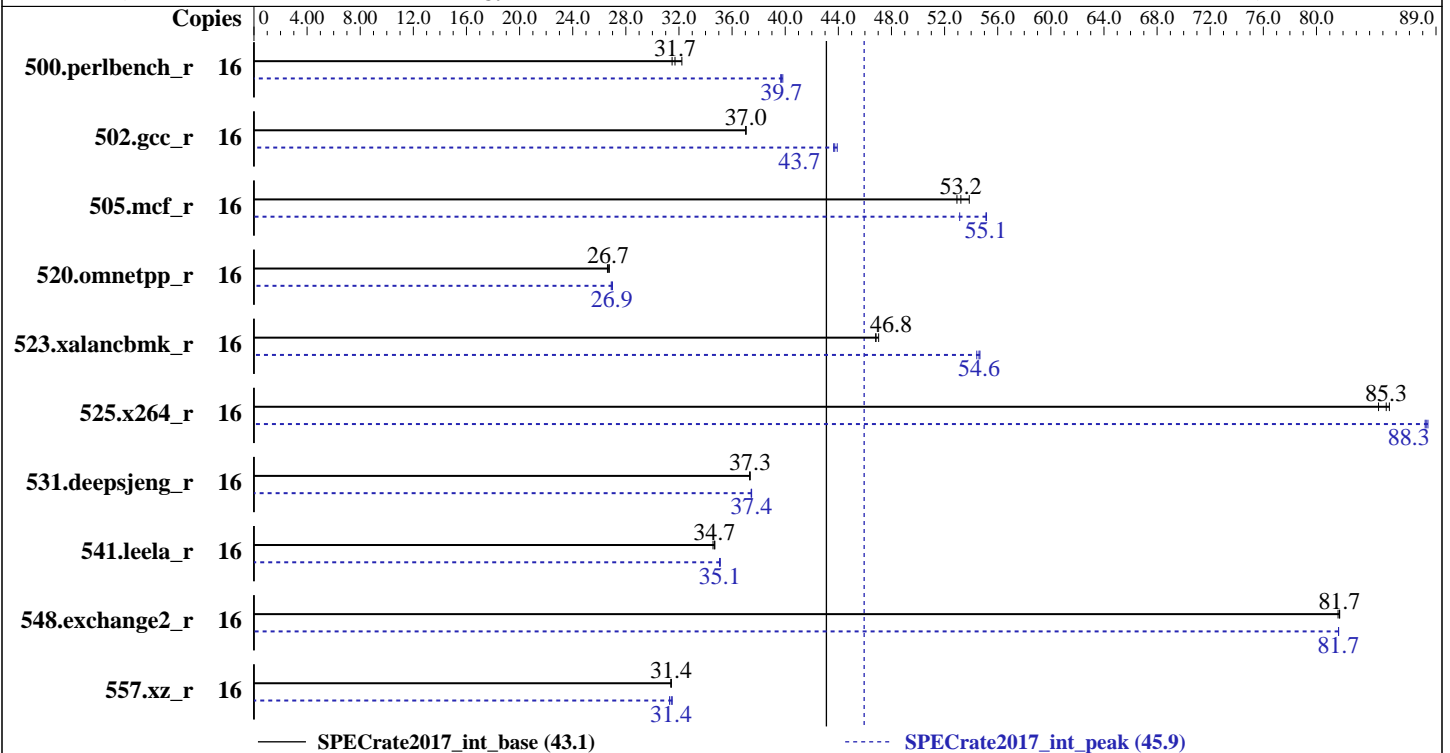 Copies 0 4.00 8.00 12.0 16.0 20.0 24.0 28.0 32.0 36.0 40.0 44.0 48.0 52.0 56.0 60.0 64.0 68.0 72.0 76.0 80.0 89.0
31.7
500.perlbench_r 16
39.7
37.0
502.gcc_r 16
43.7
53.2
505.mcf_r 16
55.1
26.7
520.omnetpp_r 16
26.9
46.8
523.xalancbmk_r 16
54.6
85.3
525.x264_r 16
88.3
37.3
531.deepsjeng_r 16
37.4
34.7
541.leela_r 16
35.1
81.7
548.exchange2_r 16
81.7
31.4
557.xz_r 16
31.4
SPECrate2017_int_base (43.1) SPECrate2017_int_peak (45.9)